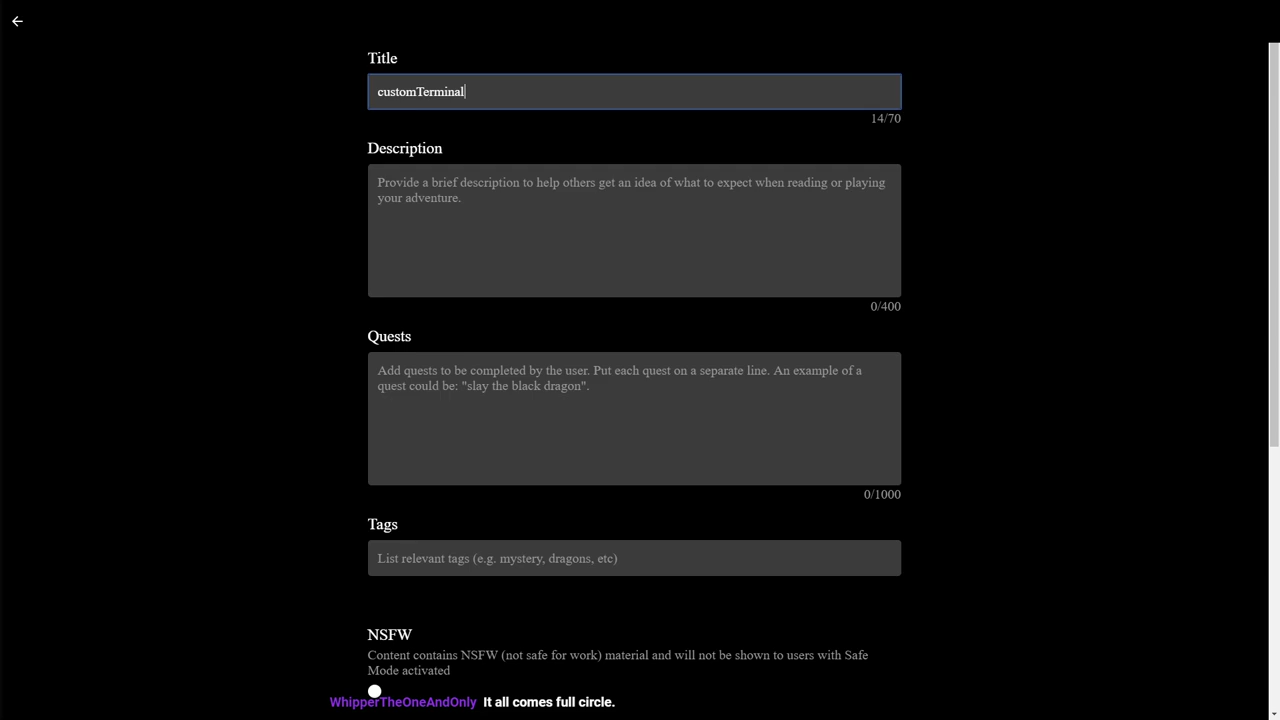 Title
customTerminal
14/70
Description
Provide a brief description to help others get an idea of what to expect when reading or playing
your adventure.
0/400
Quests
Add quests to be completed by the user. Put each quest on a separate line. An example of a
quest could be: "slay the black dragon".
0/1000
Tags
List relevant tags (e.g. mystery, dragons, etc)
NSFW
Content contains NSFW (not safe for work) material and will not be shown to users with Safe
Mode activated
WhipperTheOneAndOnly It all comes full circle.